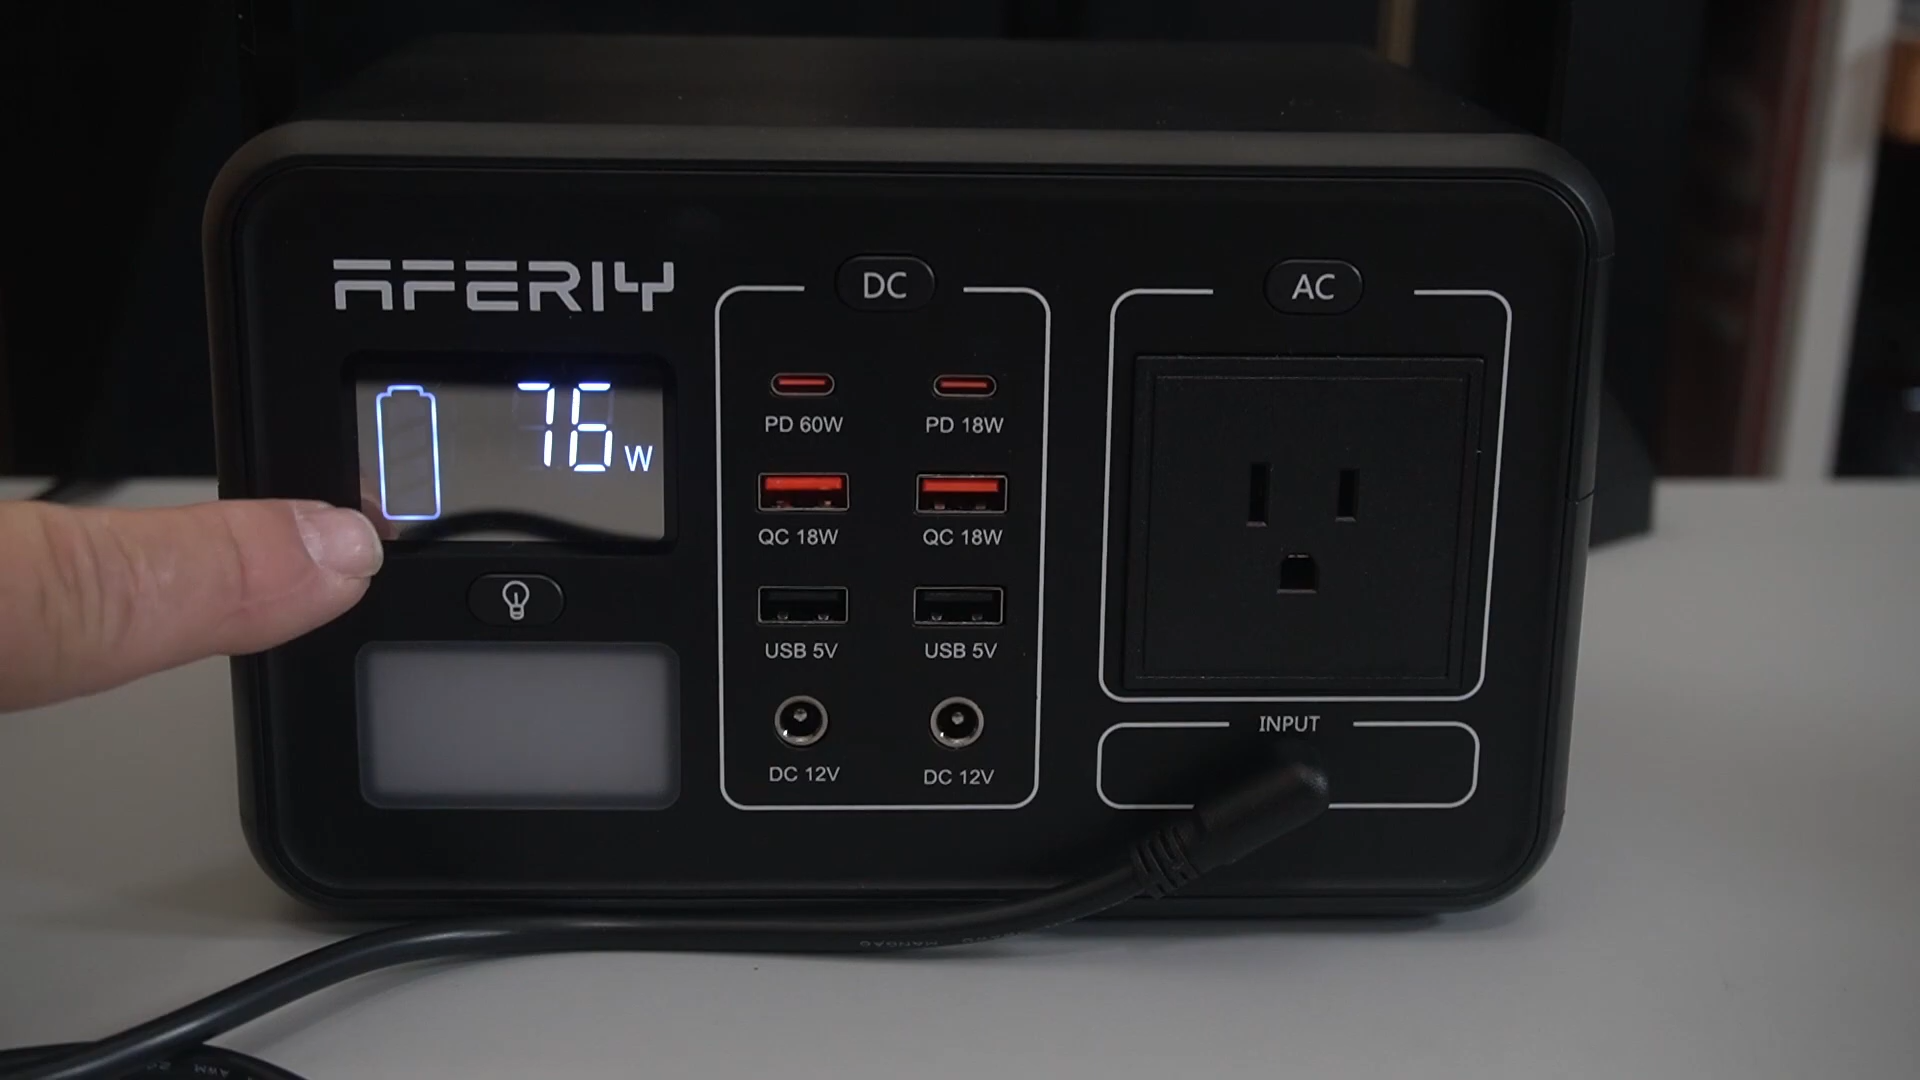 AFERIY
76 W
DC
PD 60W
PD 18W
QC 18W
QC 18W
USB 5V
USB 5V
DC 12V
DC 12V
AC
INPUT
AWM